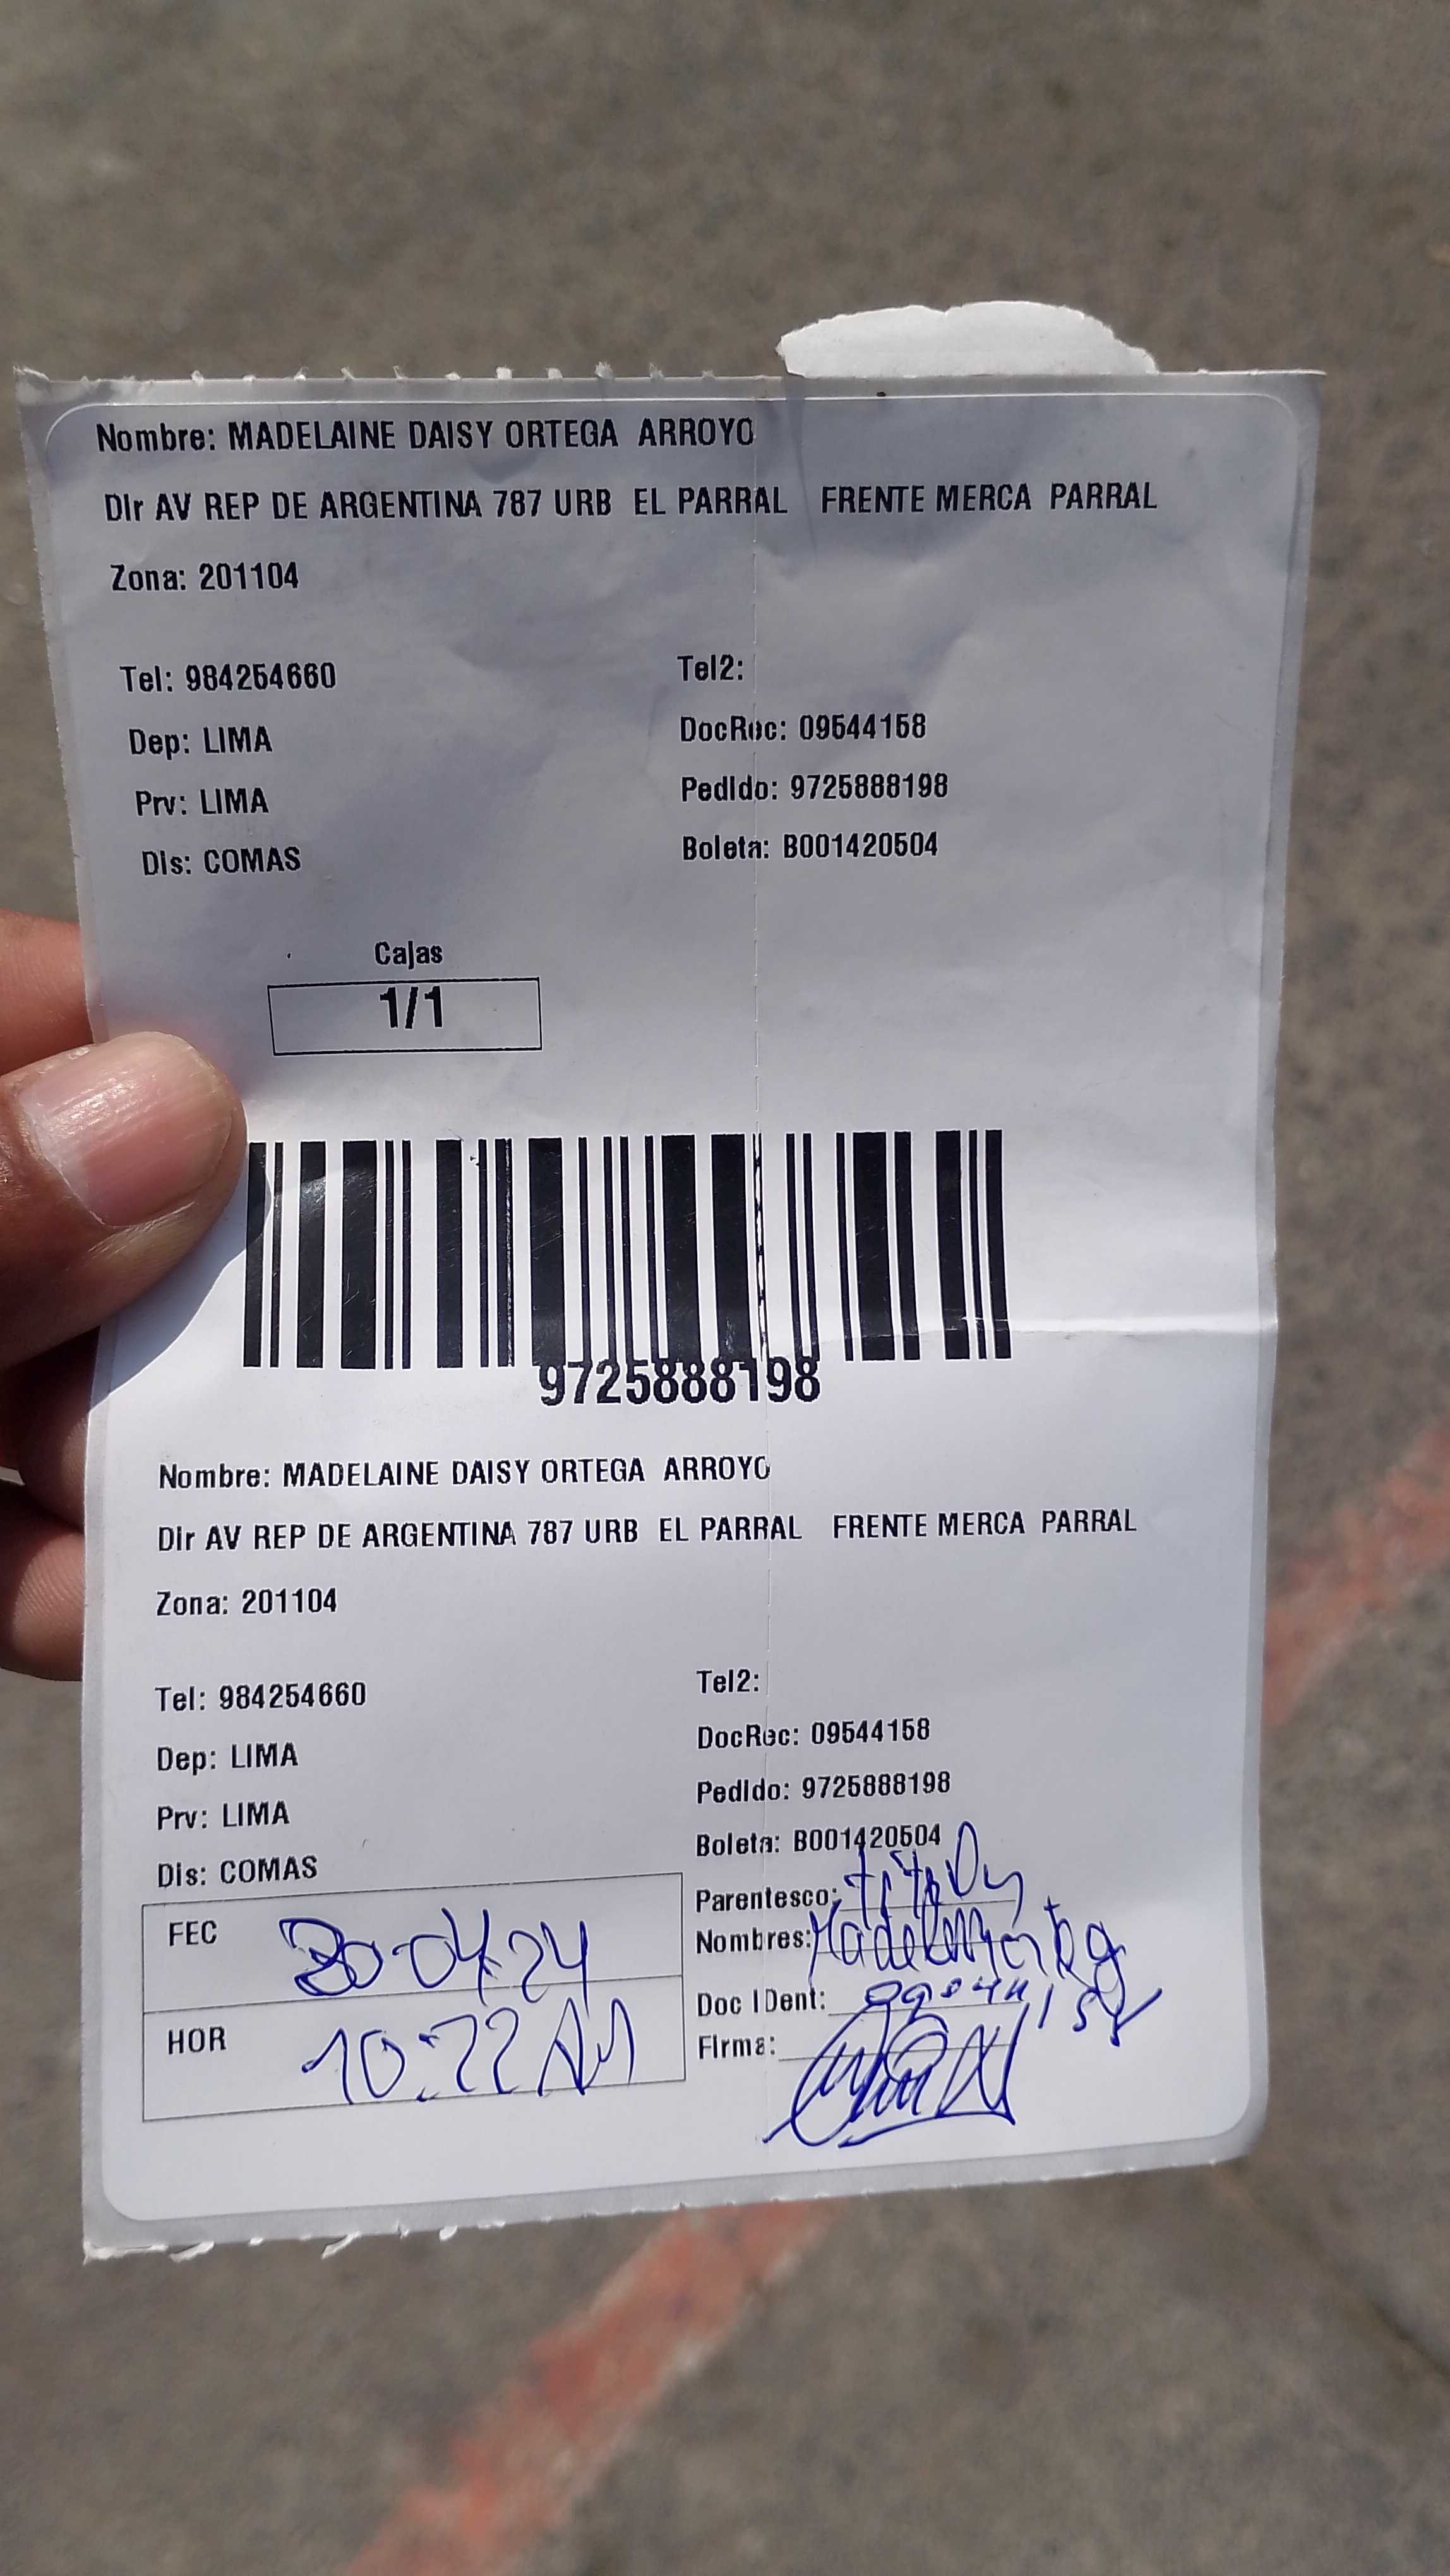 Nombre: MADELAINE DAISY ORTEGA ARROYO
Dir AV REP DE ARGENTINA 787 URB EL PARRAL FRENTE MERCA PARRAL
Zona: 201104
Tel: 984254660 Tel2:
Dep: LIMA DocRec: 09544158
Prv: LIMA Pedido: 9725888198
Dis: COMAS Boleta: B001420504
Cajas
1/1
9725888198
Nombre: MADELAINE DAISY ORTEGA ARROYO
Dir AV REP DE ARGENTINA 787 URB EL PARRAL FRENTE MERCA PARRAL
Zona: 201104
Tel: 984254660 Tel2:
Dep: LIMA DocRec: 09544158
Prv: LIMA Pedido: 9725888198
Dis: COMAS Boleta: B001420504
FEC 30-04-24 Parentesco:
Nombres:
HOR 10:22 AM Doc IDent:
Firma: